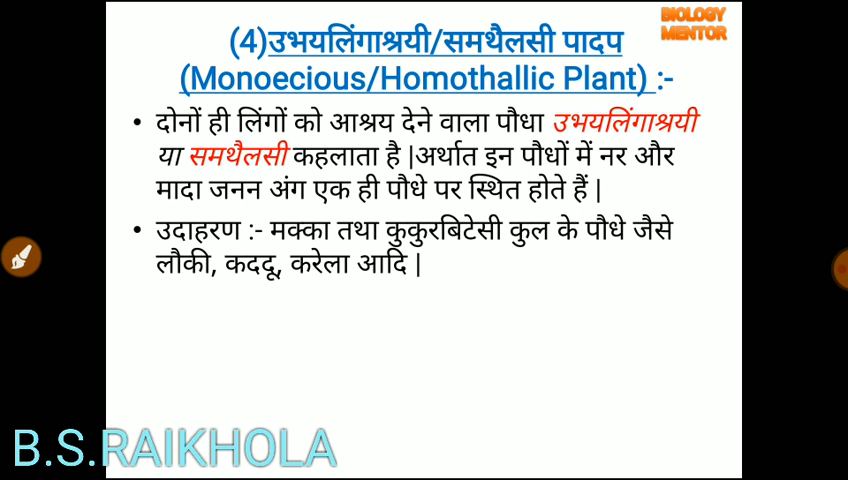 BIOLOGY
MENTOR
(4)उभयलिंगाश्रयी/समथैलसी पादप
(Monoecious/Homothallic Plant) :-
• दोनों ही लिंगों को आश्रय देने वाला पौधा उभयलिंगाश्रयी
या समथैलसी कहलाता है |अर्थात इन पौधों में नर और
मादा जनन अंग एक ही पौधे पर स्थित होते हैं |
• उदाहरण :- मक्का तथा कुकुरबिटेसी कुल के पौधे जैसे
लौकी, कददू, करेला आदि |
B.S.RAIKHOLA